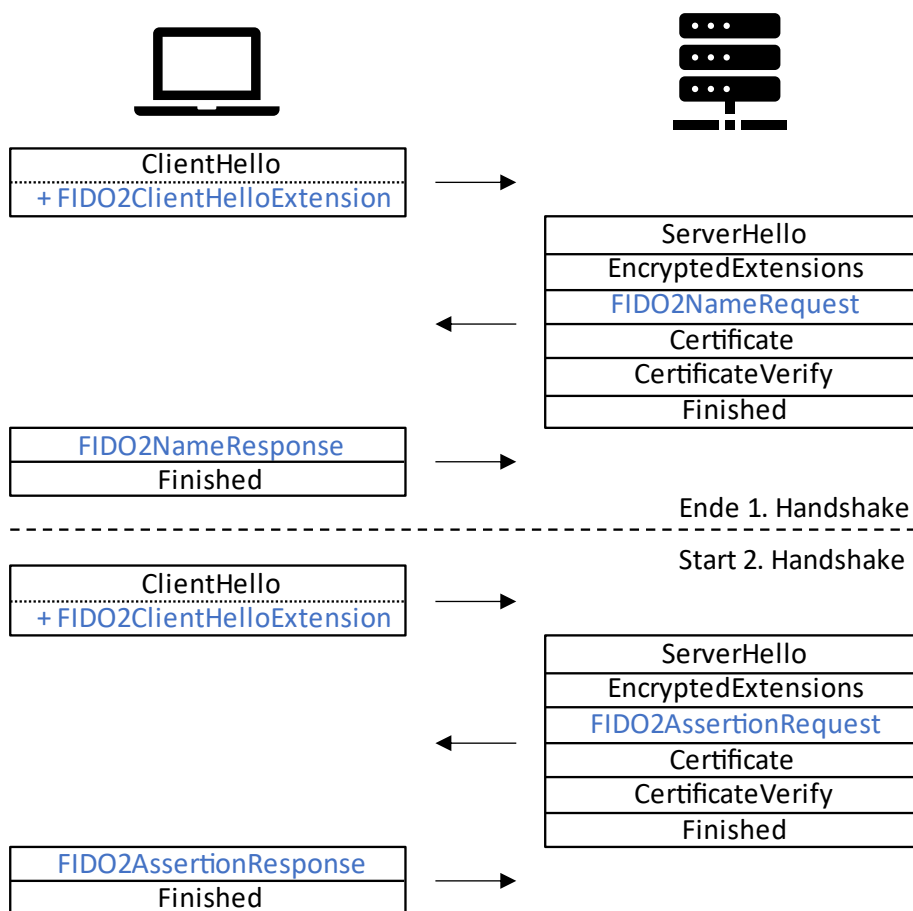 ClientHello
+ FIDO2ClientHelloExtension
ServerHello
EncryptedExtensions
FIDO2NameRequest
Certificate
CertificateVerify
Finished
FIDO2NameResponse
Finished
Ende 1. Handshake
Start 2. Handshake
ClientHello
+ FIDO2ClientHelloExtension
ServerHello
EncryptedExtensions
FIDO2AssertionRequest
Certificate
CertificateVerify
Finished
FIDO2AssertionResponse
Finished